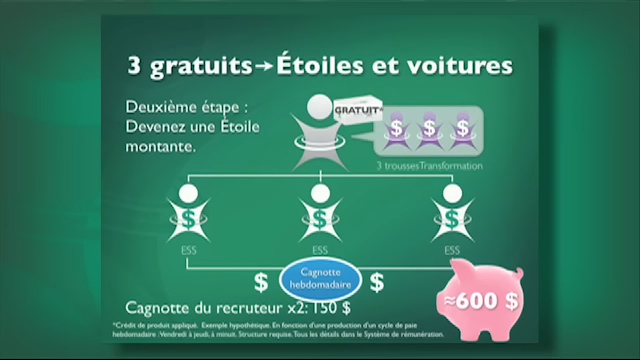 3 gratuits→Étoiles et voitures
Deuxième étape :
Devenez une Étoile
montante.
GRATUIT*
$ $ $
3 trousses Transformation
$ $ $
ESS ESS ESS
$ Cagnotte $
hebdomadaire
≈600 $
Cagnotte du recruteur x2: 150 $
*Crédit de produit appliqué. Exemple hypothétique. En fonction d'une production d'un cycle de paie
hebdomadaire : Vendredi à jeudi, à minuit. Structure requise. Tous les détails dans le Système de rémunération.